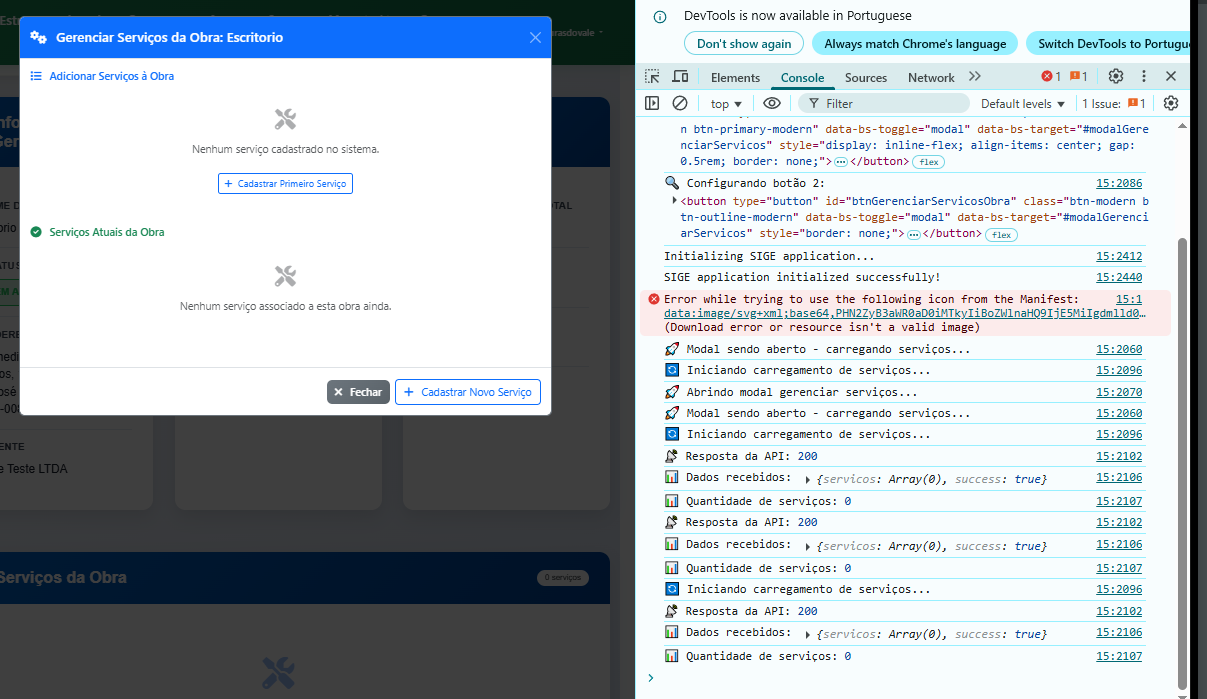 Est
arasdovale
Gerenciar Serviços da Obra: Escritorio
Adicionar Serviços à Obra
Nenhum serviço cadastrado no sistema.
+ Cadastrar Primeiro Serviço
Serviços Atuais da Obra
Nenhum serviço associado a esta obra ainda.
Fechar
+ Cadastrar Novo Serviço
TAL
ENTE
e Teste LTDA
Serviços da Obra
0 serviços
DevTools is now available in Portuguese
Don't show again
Always match Chrome's language
Switch DevTools to Portugu
Elements
Console
Sources
Network
1
1
top
Filter
Default levels
1 Issue:
1
n btn-primary-modern" data-bs-toggle="modal" data-bs-target="#modalGere
nciarServicos" style="display: inline-flex; align-items: center; gap:
0.5rem; border: none;">…</button> flex
Configurando botão 2: 15:2086
<button type="button" id="btnGerenciarServicosObra" class="btn-modern b
tn-outline-modern" data-bs-toggle="modal" data-bs-target="#modalGerenci
arServicos" style="border: none;">…</button> flex
Initializing SIGE application... 15:2412
SIGE application initialized successfully! 15:2440
Error while trying to use the following icon from the Manifest: 15:1
data:image/svg+xml;base64,PHN2ZyB3aWR0aD0iMTkyIiBoZWlnaHQ9IjE5MiIgdmlld0…
(Download error or resource isn't a valid image)
Modal sendo aberto - carregando serviços... 15:2060
Iniciando carregamento de serviços... 15:2096
Abrindo modal gerenciar serviços... 15:2070
Modal sendo aberto - carregando serviços... 15:2060
Iniciando carregamento de serviços... 15:2096
Resposta da API: 200 15:2102
Dados recebidos: {servicos: Array(0), success: true} 15:2106
Quantidade de serviços: 0 15:2107
Resposta da API: 200 15:2102
Dados recebidos: {servicos: Array(0), success: true} 15:2106
Quantidade de serviços: 0 15:2107
Iniciando carregamento de serviços... 15:2096
Resposta da API: 200 15:2102
Dados recebidos: {servicos: Array(0), success: true} 15:2106
Quantidade de serviços: 0 15:2107